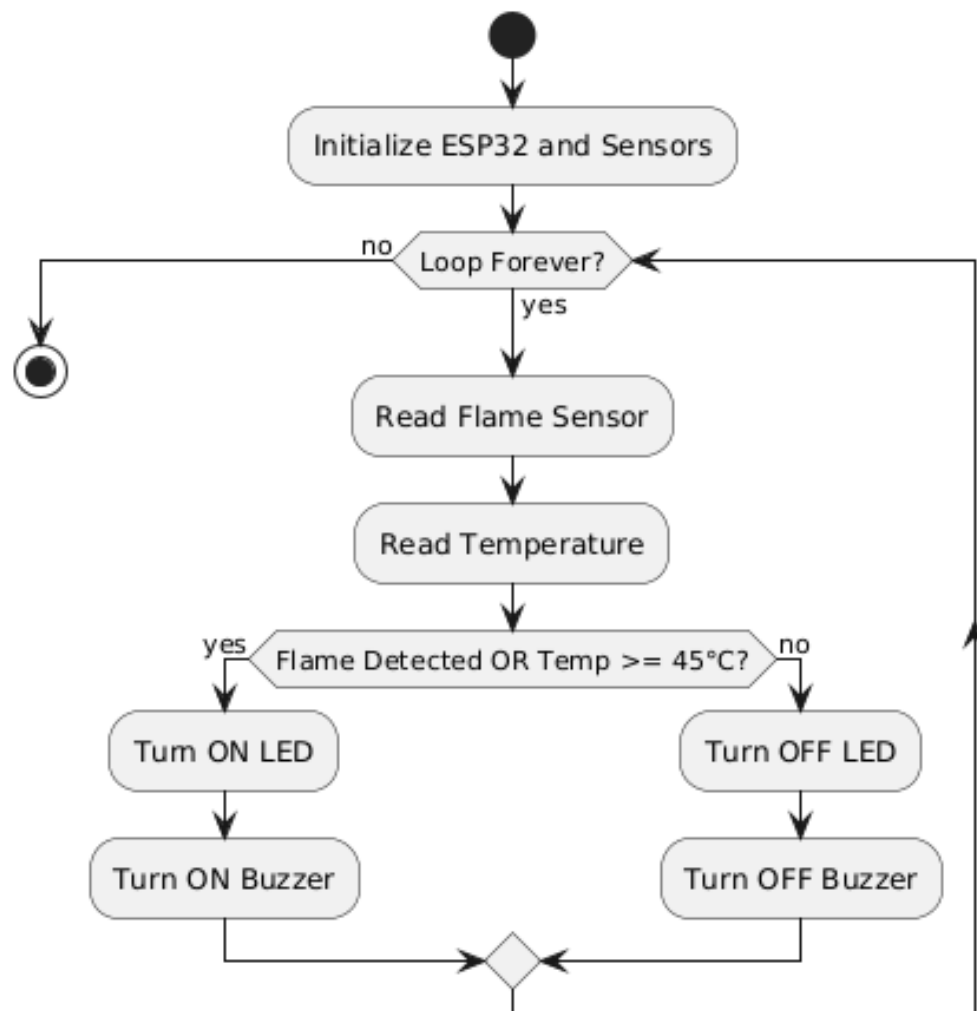 Initialize ESP32 and Sensors
no
Loop Forever?
yes
Read Flame Sensor
Read Temperature
yes
Flame Detected OR Temp >= 45°C?
no
Turn ON LED
Turn OFF LED
Turn ON Buzzer
Turn OFF Buzzer